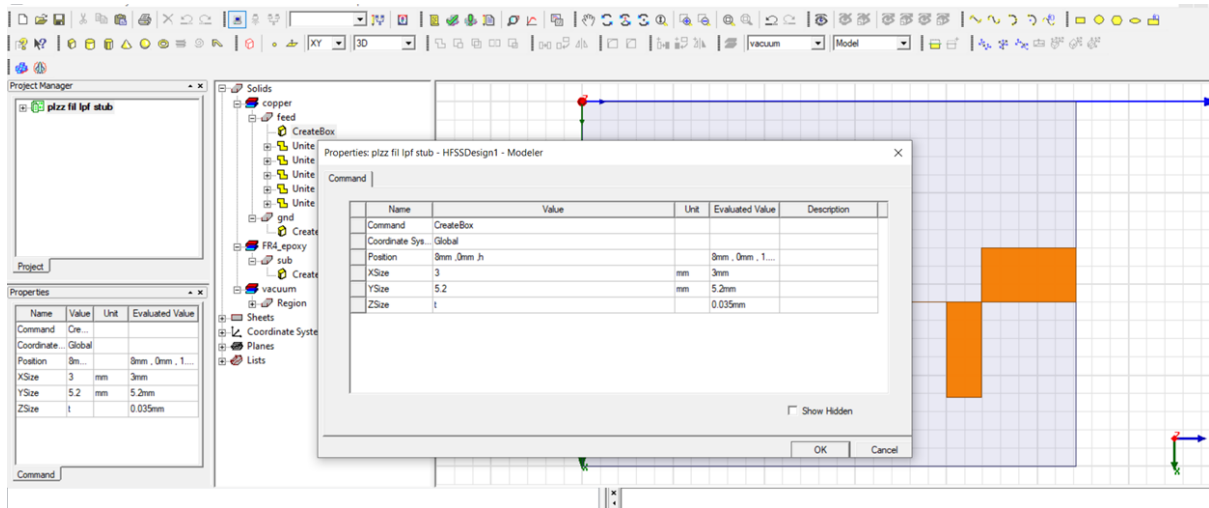 XY
3D
vacuum
Model
Project Manager
plzz fil lpf stub
Project
Properties
Name Value Unit Evaluated Value
Command Cre...
Coordinate... Global
Position 8m... 8mm , 0mm , 1....
XSize 3 mm 3mm
YSize 5.2 mm 5.2mm
ZSize t 0.035mm
Command
Solids
copper
feed
CreateBox
Unite
Unite
Unite
Unite
Unite
gnd
Create
FR4_epoxy
sub
Create
vacuum
Region
Sheets
Coordinate Syste
Planes
Lists
Properties: plzz fil lpf stub - HFSSDesign1 - Modeler
Command
Name Value Unit Evaluated Value Description
Command CreateBox
Coordinate Sys... Global
Position 8mm ,0mm ,h 8mm , 0mm , 1....
XSize 3 mm 3mm
YSize 5.2 mm 5.2mm
ZSize t 0.035mm
Show Hidden
OK Cancel
Z
X